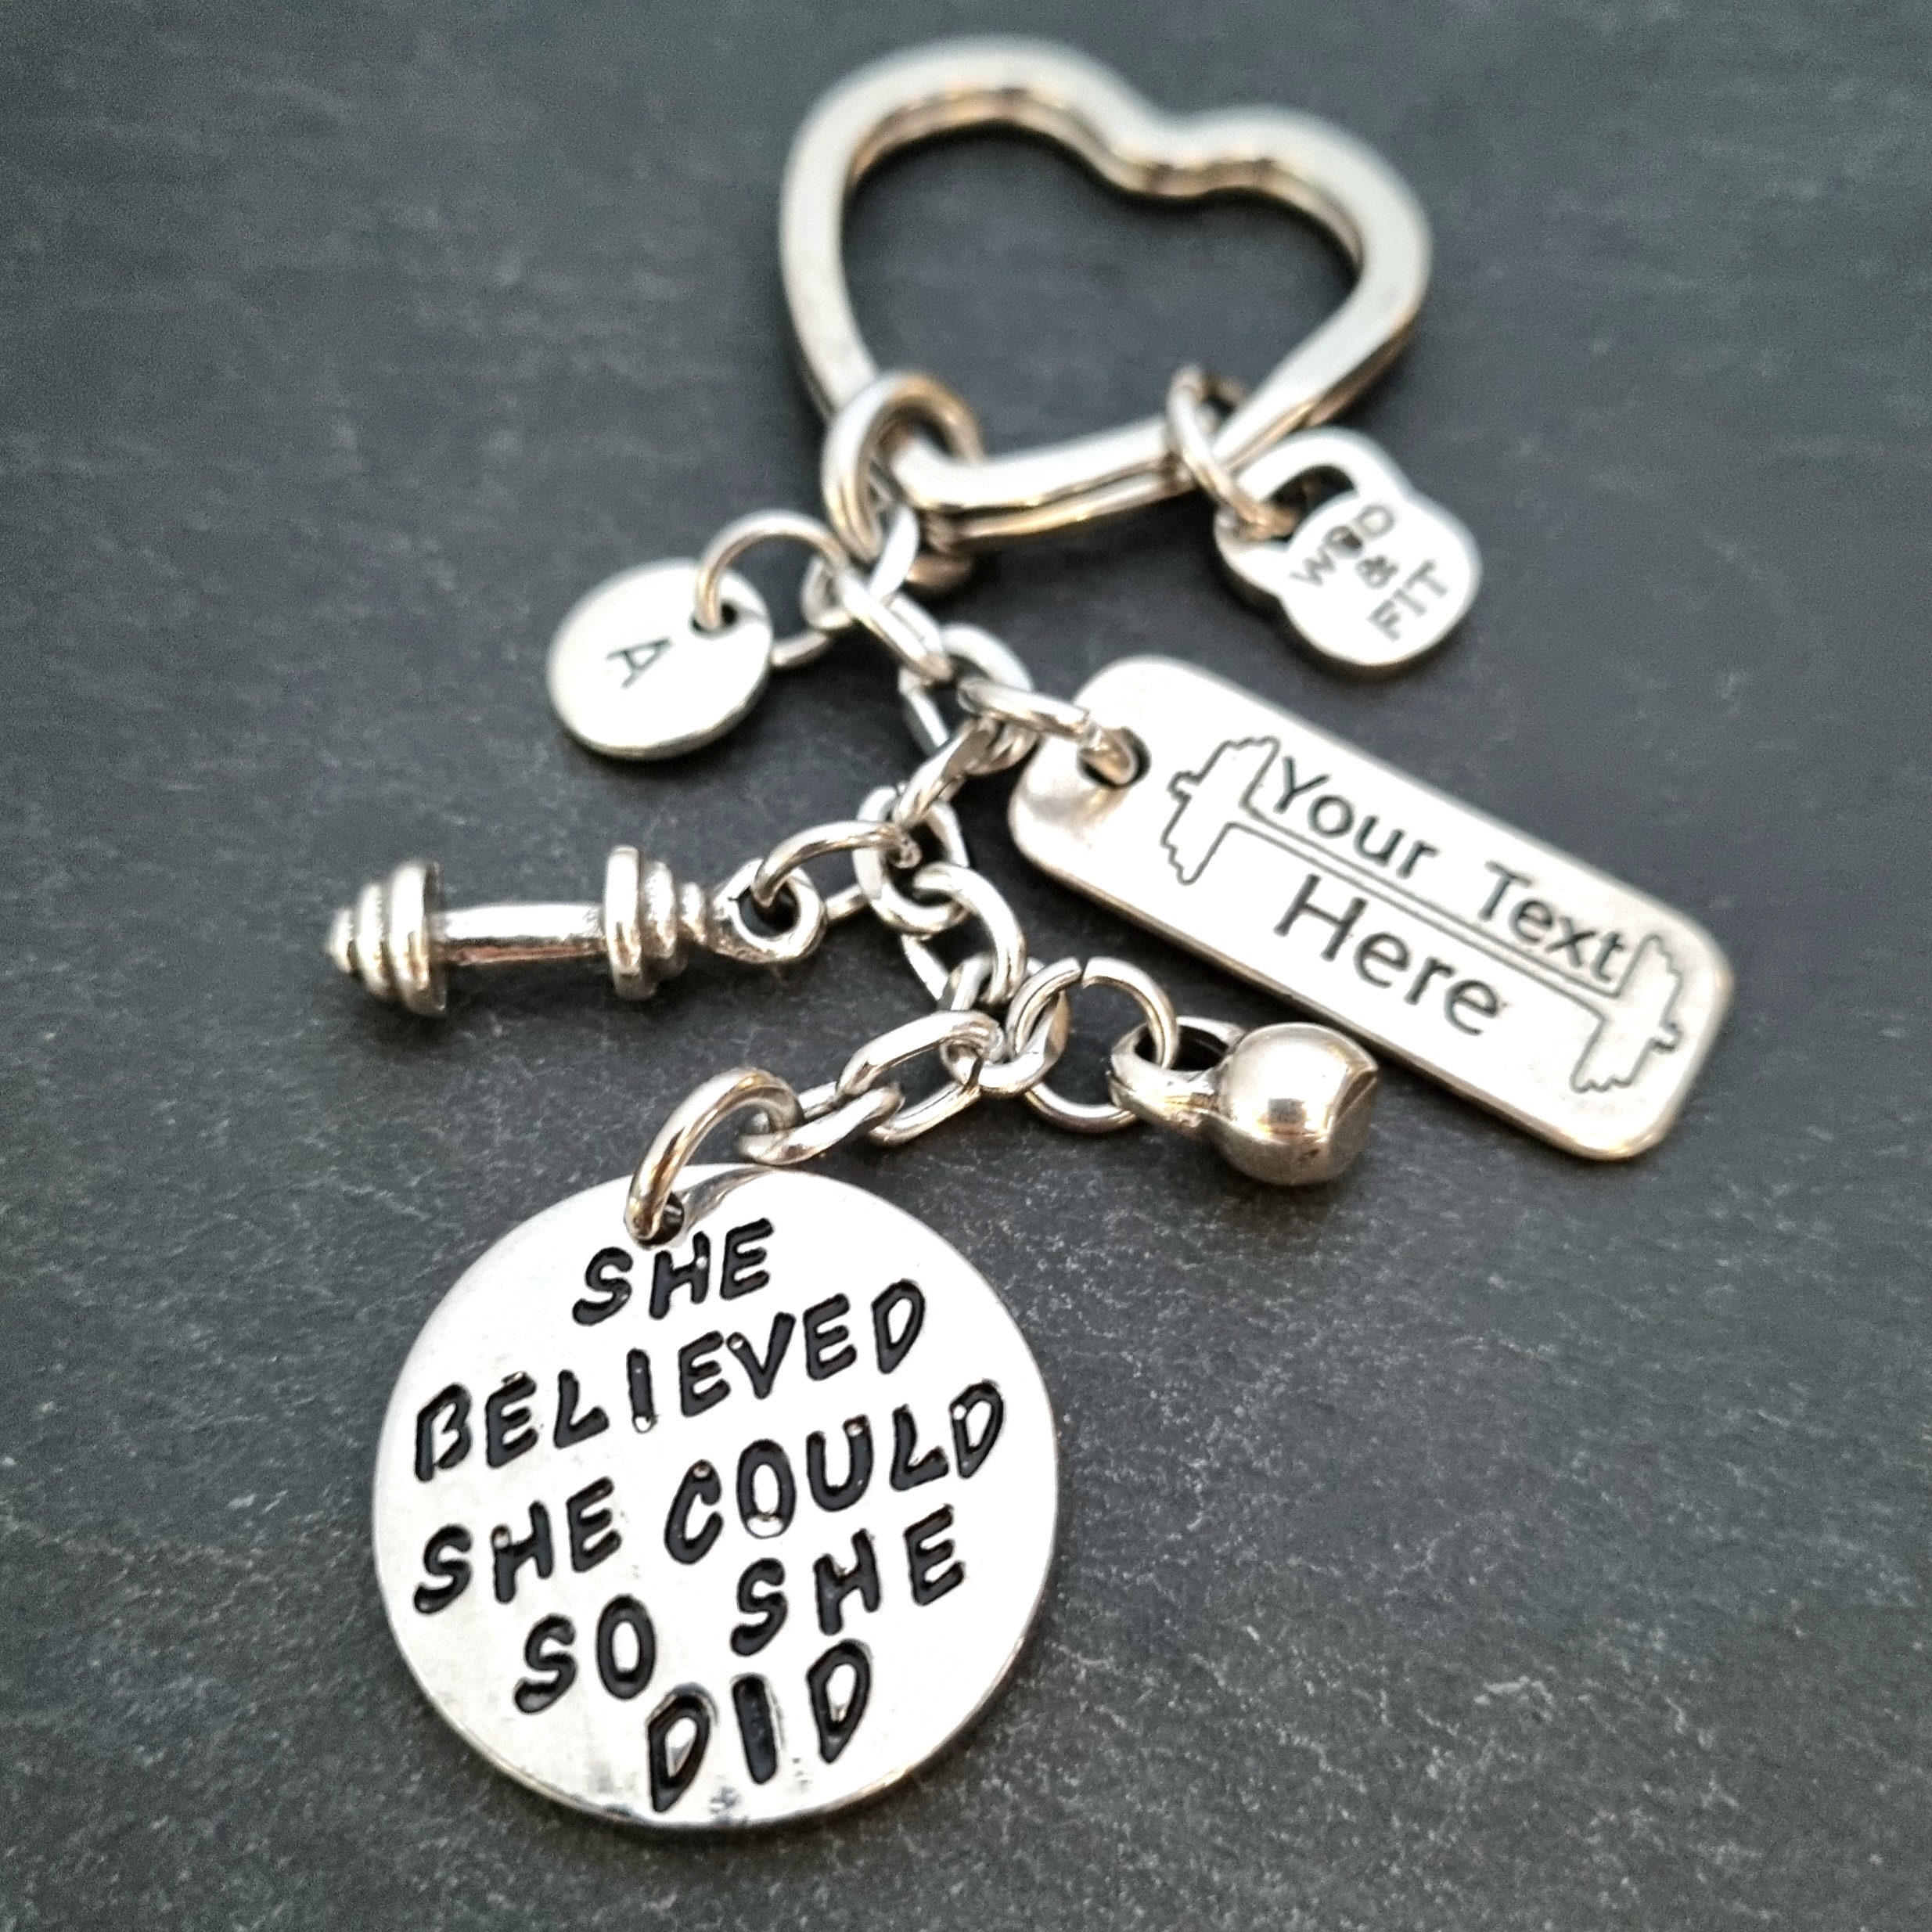 WOD
&
FIT
A
Your Text
Here
SHE
BELIEVED
SHE COULD
SO SHE
DID